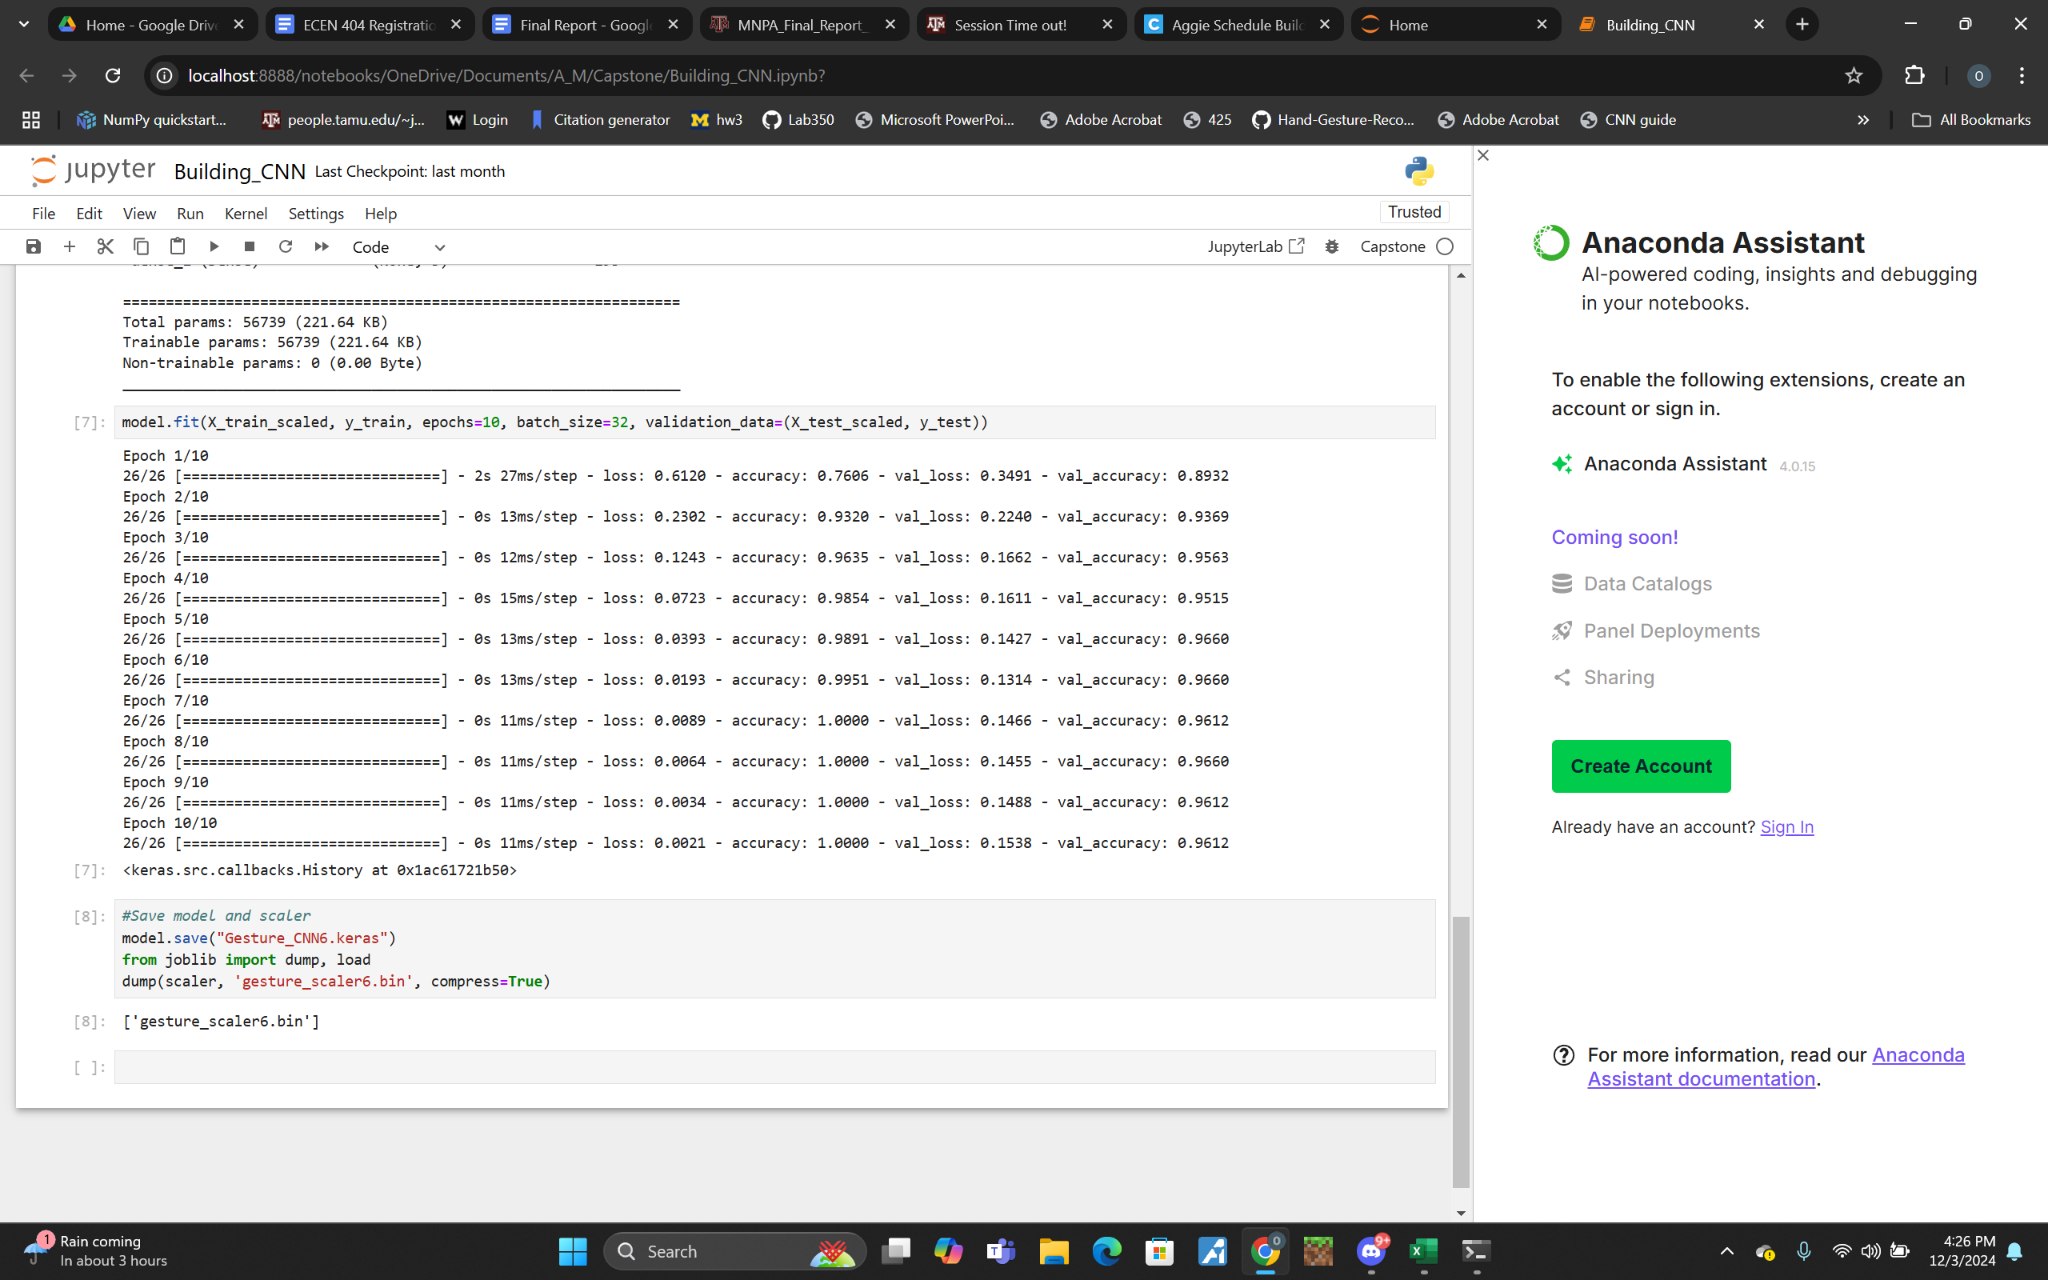 Home - Google Driv
ECEN 404 Registratio
Final Report - Googl
MNPA_Final_Report_
Session Time out!
Aggie Schedule Buil
Home
Building_CNN
localhost:8888/notebooks/OneDrive/Documents/A_M/Capstone/Building_CNN.ipynb?
O
NumPy quickstart...
people.tamu.edu/~j...
Login
Citation generator
hw3
Lab350
Microsoft PowerPoi...
Adobe Acrobat
425
Hand-Gesture-Reco...
Adobe Acrobat
CNN guide
All Bookmarks
jupyter Building_CNN Last Checkpoint: last month
File Edit View Run Kernel Settings Help
Trusted
Code
JupyterLab
Capstone
================================================================
Total params: 56739 (221.64 KB)
Trainable params: 56739 (221.64 KB)
Non-trainable params: 0 (0.00 Byte)
[7]: model.fit(X_train_scaled, y_train, epochs=10, batch_size=32, validation_data=(X_test_scaled, y_test))
Epoch 1/10
26/26 [==============================] - 2s 27ms/step - loss: 0.6120 - accuracy: 0.7606 - val_loss: 0.3491 - val_accuracy: 0.8932
Epoch 2/10
26/26 [==============================] - 0s 13ms/step - loss: 0.2302 - accuracy: 0.9320 - val_loss: 0.2240 - val_accuracy: 0.9369
Epoch 3/10
26/26 [==============================] - 0s 12ms/step - loss: 0.1243 - accuracy: 0.9635 - val_loss: 0.1662 - val_accuracy: 0.9563
Epoch 4/10
26/26 [==============================] - 0s 15ms/step - loss: 0.0723 - accuracy: 0.9854 - val_loss: 0.1611 - val_accuracy: 0.9515
Epoch 5/10
26/26 [==============================] - 0s 13ms/step - loss: 0.0393 - accuracy: 0.9891 - val_loss: 0.1427 - val_accuracy: 0.9660
Epoch 6/10
26/26 [==============================] - 0s 13ms/step - loss: 0.0193 - accuracy: 0.9951 - val_loss: 0.1314 - val_accuracy: 0.9660
Epoch 7/10
26/26 [==============================] - 0s 11ms/step - loss: 0.0089 - accuracy: 1.0000 - val_loss: 0.1466 - val_accuracy: 0.9612
Epoch 8/10
26/26 [==============================] - 0s 11ms/step - loss: 0.0064 - accuracy: 1.0000 - val_loss: 0.1455 - val_accuracy: 0.9660
Epoch 9/10
26/26 [==============================] - 0s 11ms/step - loss: 0.0034 - accuracy: 1.0000 - val_loss: 0.1488 - val_accuracy: 0.9612
Epoch 10/10
26/26 [==============================] - 0s 11ms/step - loss: 0.0021 - accuracy: 1.0000 - val_loss: 0.1538 - val_accuracy: 0.9612
[7]: <keras.src.callbacks.History at 0x1ac61721b50>
[8]: #Save model and scaler
model.save("Gesture_CNN6.keras")
from joblib import dump, load
dump(scaler, 'gesture_scaler6.bin', compress=True)
[8]: ['gesture_scaler6.bin']
[ ]:
Anaconda Assistant
AI-powered coding, insights and debugging
in your notebooks.
To enable the following extensions, create an
account or sign in.
Anaconda Assistant 4.0.15
Coming soon!
Data Catalogs
Panel Deployments
Sharing
Create Account
Already have an account? Sign In
For more information, read our Anaconda
Assistant documentation.
1
Rain coming
In about 3 hours
Search
0
9+
4:26 PM
12/3/2024